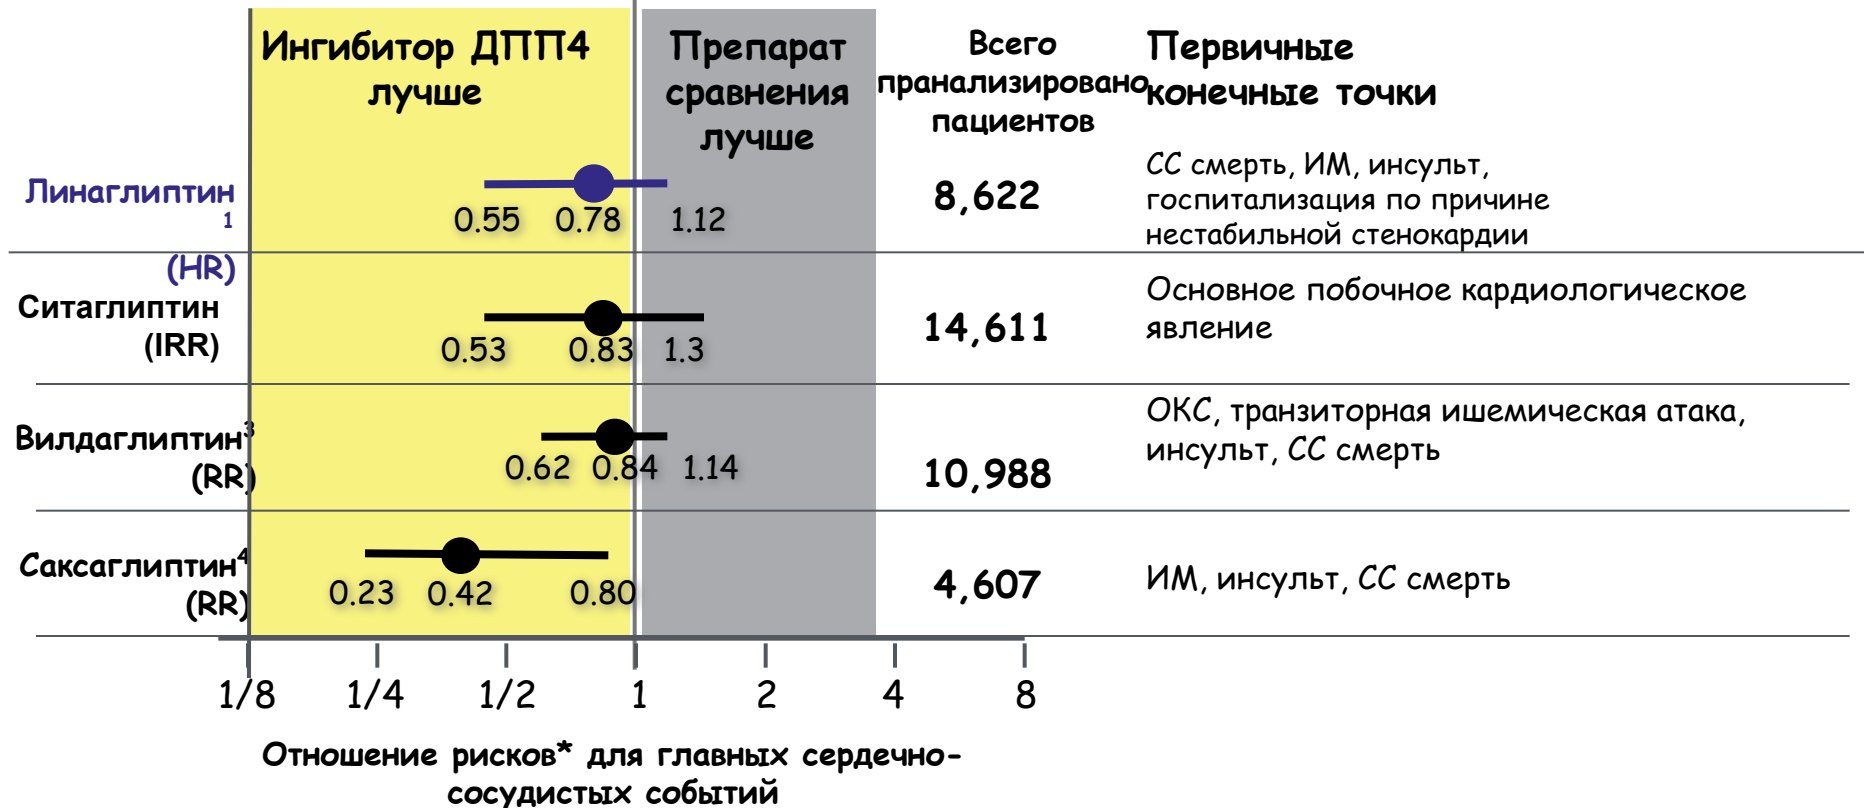 Ингибитор ДПП4
лучше
Препарат
сравнения
лучше
Всего
пранализировано
пациентов
Первичные
конечные точки
Линаглиптин
1
(HR)
0.55 0.78 1.12
8,622
СС смерть, ИМ, инсульт,
госпитализация по причине
нестабильной стенокардии
Ситаглиптин
(IRR)
0.53 0.83 1.3
14,611
Основное побочное кардиологическое
явление
Вилдаглиптин³
(RR)
0.62 0.84 1.14
10,988
ОКС, транзиторная ишемическая атака,
инсульт, СС смерть
Саксаглиптин⁴
(RR)
0.23 0.42 0.80
4,607
ИМ, инсульт, СС смерть
1/8 1/4 1/2 1 2 4 8
Отношение рисков* для главных сердечно-
сосудистых событий